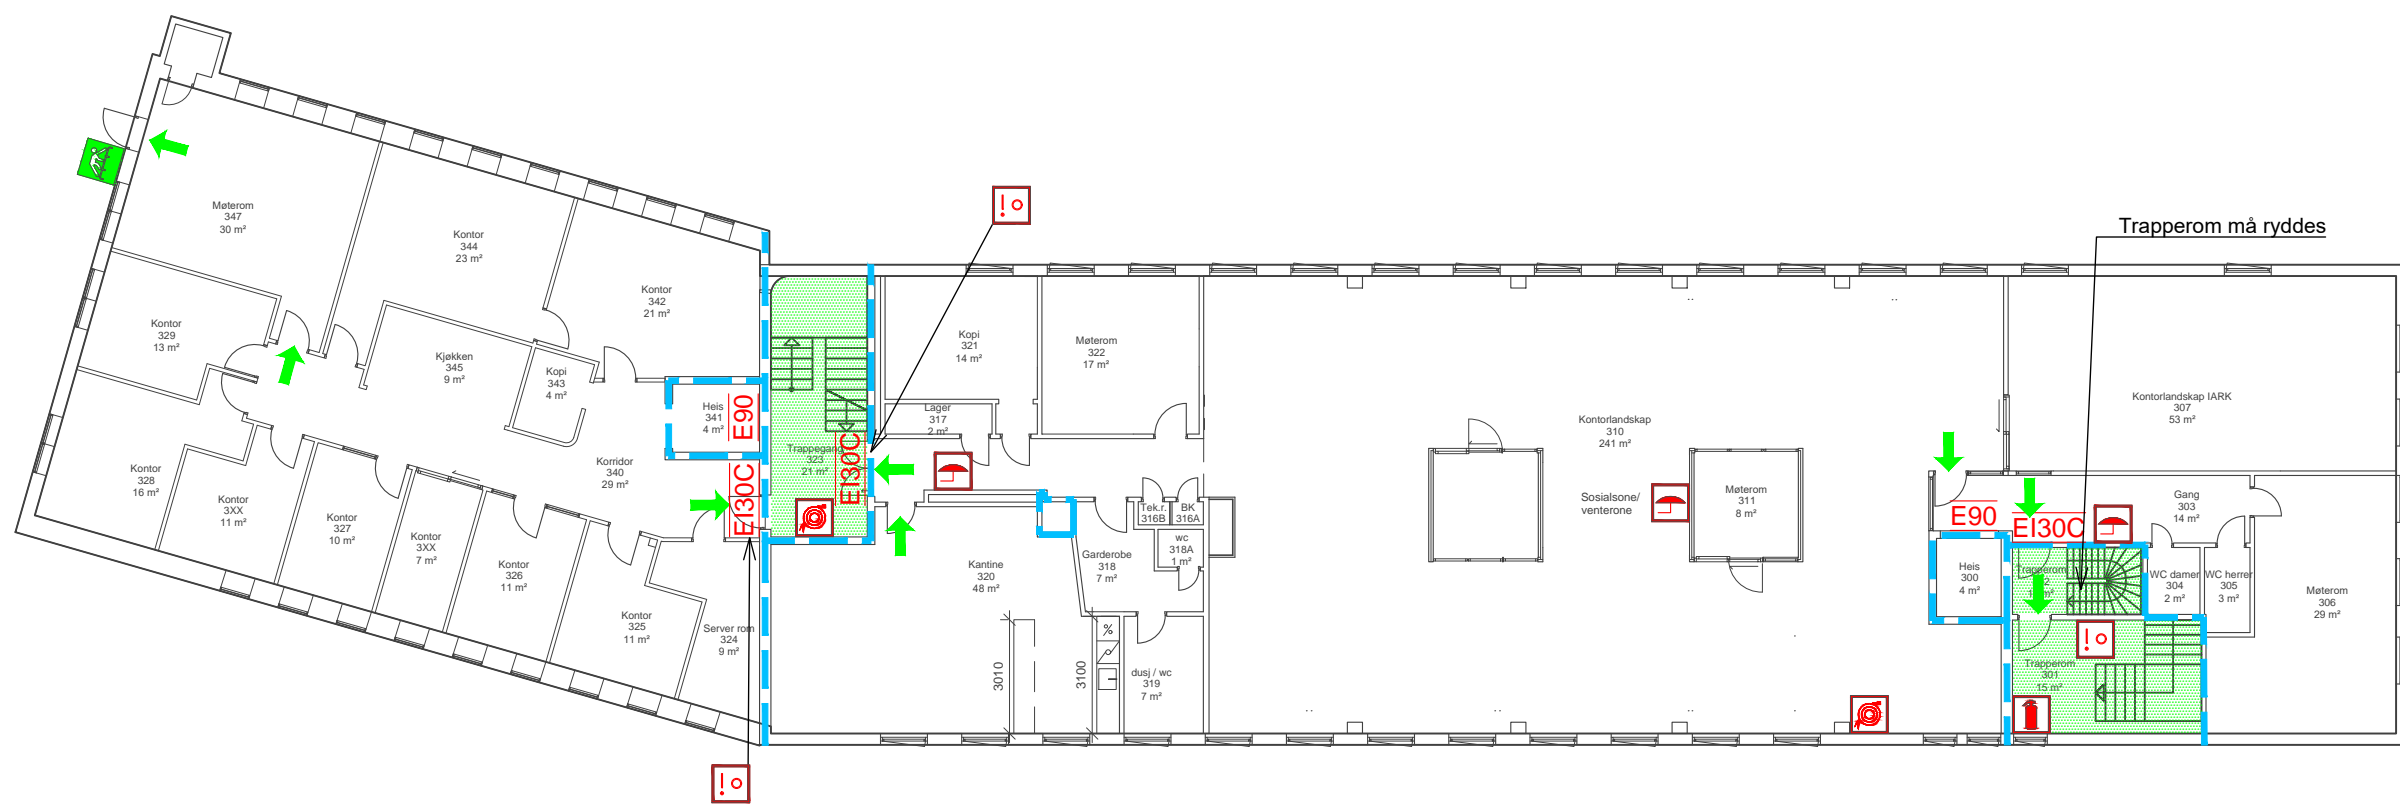 Trapperom må ryddes
Møterom
347
30 m²
Kontor
344
23 m²
Kontor
342
21 m²
Kontor
329
13 m²
Kjøkken
345
9 m²
Kopi
343
4 m²
Heis
341
4 m²
E90
Korridor
340
29 m²
Kontor
328
16 m²
Kontor
3XX
11 m²
Kontor
327
10 m²
Kontor
3XX
7 m²
Kontor
326
11 m²
Kontor
325
11 m²
Server rom
324
9 m²
EI30C
Trappegang
323
21 m²
EI30C
Kopi
321
14 m²
Møterom
322
17 m²
Lager
317
2 m²
Kantine
320
48 m²
Garderobe
318
7 m²
Tek.r.
316B
BK
316A
wc
318A
1 m²
dusj / wc
319
7 m²
3010
3100
%
Kontorlandskap
310
241 m²
Sosialsone/
venterone
Møterom
311
8 m²
Kontorlandskap IARK
307
53 m²
Gang
303
14 m²
E90
EI30C
Heis
300
4 m²
Trapperom
WC damer
304
2 m²
WC herrer
305
3 m²
Møterom
306
29 m²
Trapperom
301
15 m²